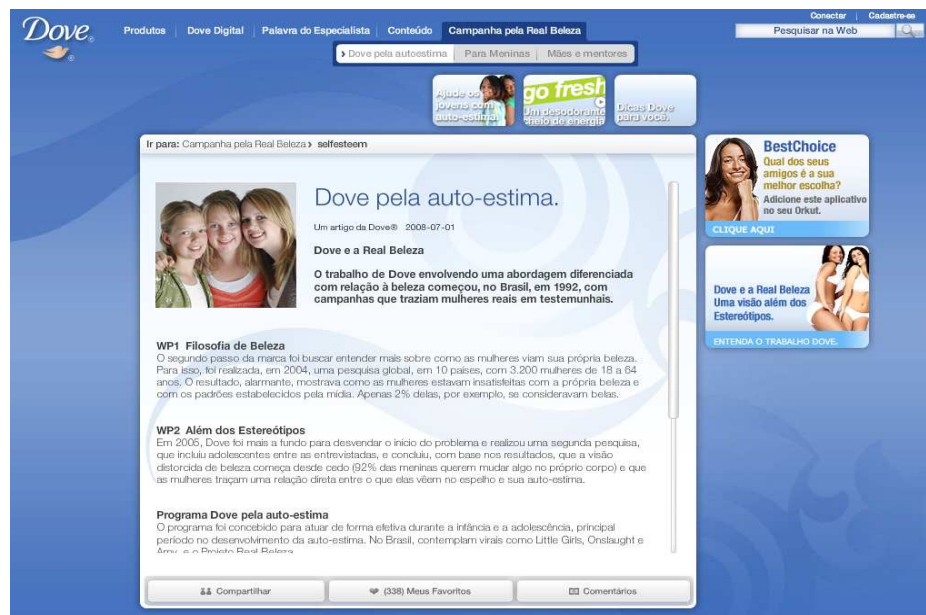 Conectar | Cadastre-se
Dove®
Produtos | Dove Digital | Palavra do Especialista | Conteúdo | Campanha pela Real Beleza
Pesquisar na Web
› Dove pela autoestima | Para Meninas | Mães e mentores
Ajude os
jovens com
auto-estima
go fresh
Um desodorante
cheio de energia
Dicas Dove
para você.
Ir para: Campanha pela Real Beleza › selfesteem
Dove pela auto-estima.
Um artigo da Dove® 2008-07-01
Dove e a Real Beleza
O trabalho de Dove envolvendo uma abordagem diferenciada
com relação à beleza começou, no Brasil, em 1992, com
campanhas que traziam mulheres reais em testemunhais.
WP1 Filosofia de Beleza
O segundo passo da marca foi buscar entender mais sobre como as mulheres viam sua própria beleza.
Para isso, foi realizada, em 2004, uma pesquisa global, em 10 países, com 3.200 mulheres de 18 a 64
anos. O resultado, alarmante, mostrava como as mulheres estavam insatisfeitas com a própria beleza e
com os padrões estabelecidos pela mídia. Apenas 2% delas, por exemplo, se consideravam belas.
WP2 Além dos Estereótipos
Em 2005, Dove foi mais a fundo para desvendar o início do problema e realizou uma segunda pesquisa,
que incluiu adolescentes entre as entrevistadas, e concluiu, com base nos resultados, que a visão
distorcida de beleza começa desde cedo (92% das meninas querem mudar algo no próprio corpo) e que
as mulheres traçam uma relação direta entre o que elas vêem no espelho e sua auto-estima.
Programa Dove pela auto-estima
O programa foi concebido para atuar de forma efetiva durante a infância e a adolescência, principal
período no desenvolvimento da auto-estima. No Brasil, contemplam virais como Little Girls, Onslaught e
Amy, e o Projeto Real Beleza
Compartilhar
(338) Meus Favoritos
Comentários
BestChoice
Qual dos seus
amigos é a sua
melhor escolha?
Adicione este aplicativo
no seu Orkut.
CLIQUE AQUI
Dove e a Real Beleza
Uma visão além dos
Estereótipos.
ENTENDA O TRABALHO DOVE.